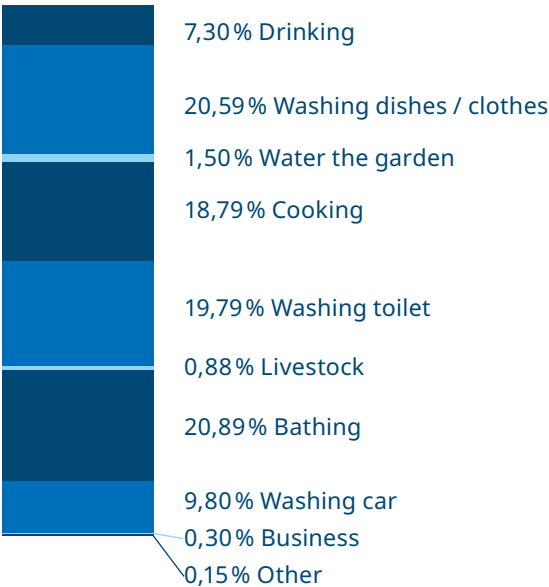 7,30% Drinking
20,59% Washing dishes / clothes
1,50% Water the garden
18,79% Cooking
19,79% Washing toilet
0,88% Livestock
20,89% Bathing
9,80% Washing car
0,30% Business
0,15% Other